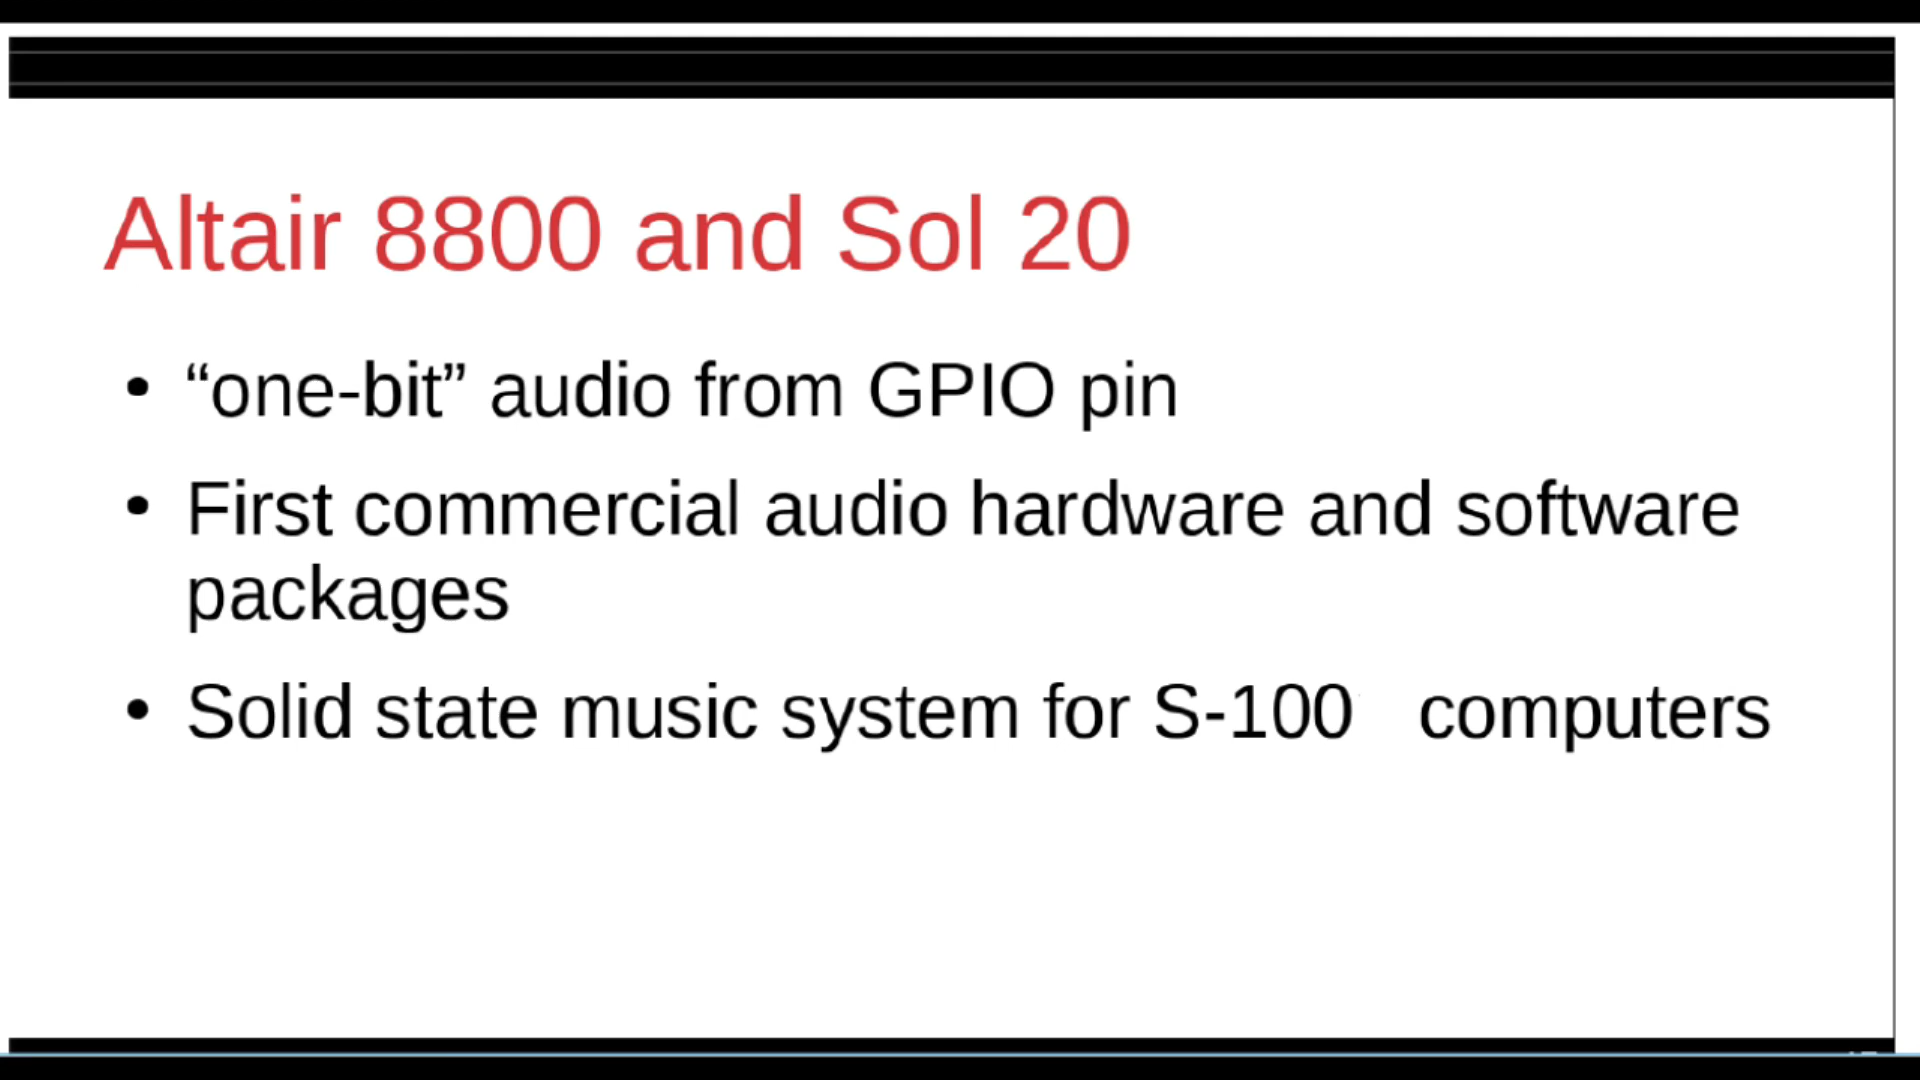 Altair 8800 and Sol 20
• “one-bit” audio from GPIO pin
• First commercial audio hardware and software
packages
• Solid state music system for S-100 computers